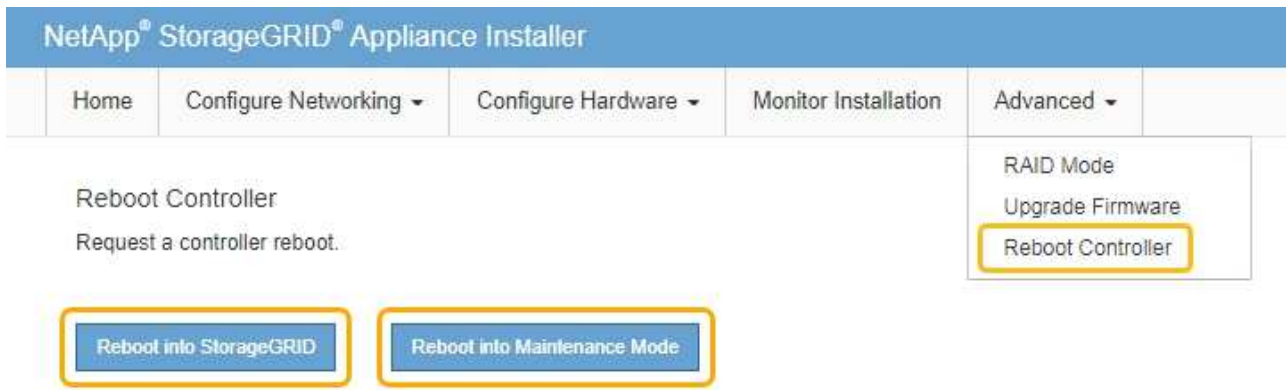 NetApp® StorageGRID® Appliance Installer
Home Configure Networking Configure Hardware Monitor Installation Advanced
RAID Mode
Upgrade Firmware
Reboot Controller
Reboot Controller
Request a controller reboot.
Reboot into StorageGRID Reboot into Maintenance Mode